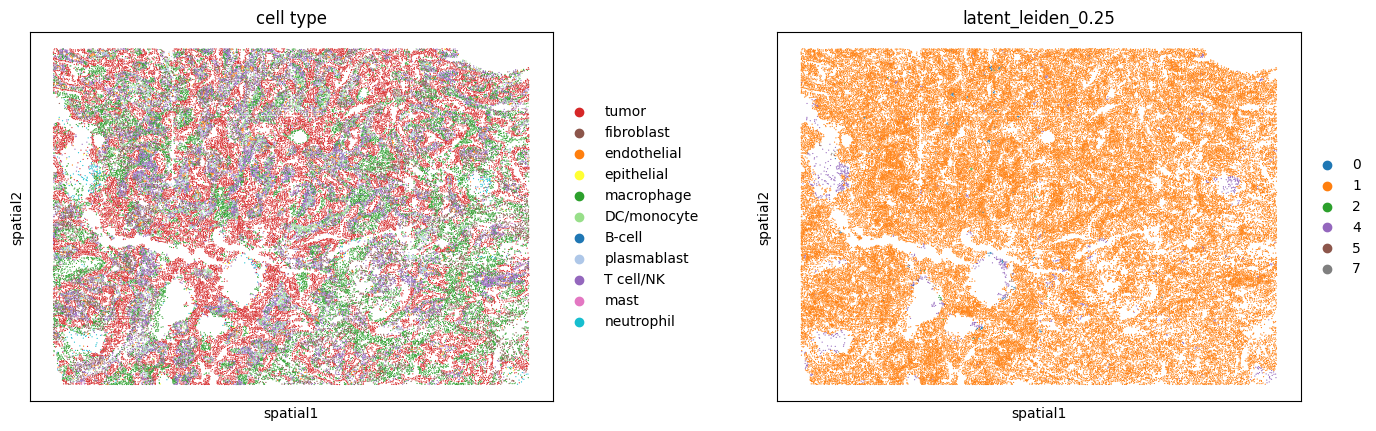 cell type
spatial2
spatial1
tumor
fibroblast
endothelial
epithelial
macrophage
DC/monocyte
B-cell
plasmablast
T cell/NK
mast
neutrophil
latent_leiden_0.25
spatial2
spatial1
0
1
2
4
5
7